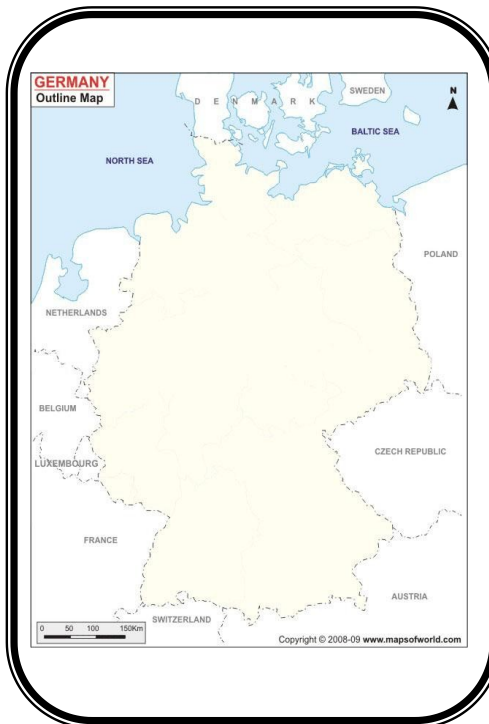 GERMANY
Outline Map
DENMARK
SWEDEN
N
BALTIC SEA
NORTH SEA
POLAND
NETHERLANDS
BELGIUM
CZECH REPUBLIC
LUXEMBOURG
FRANCE
AUSTRIA
SWITZERLAND
0 50 100 150Km
Copyright © 2008-09 www.mapsofworld.com